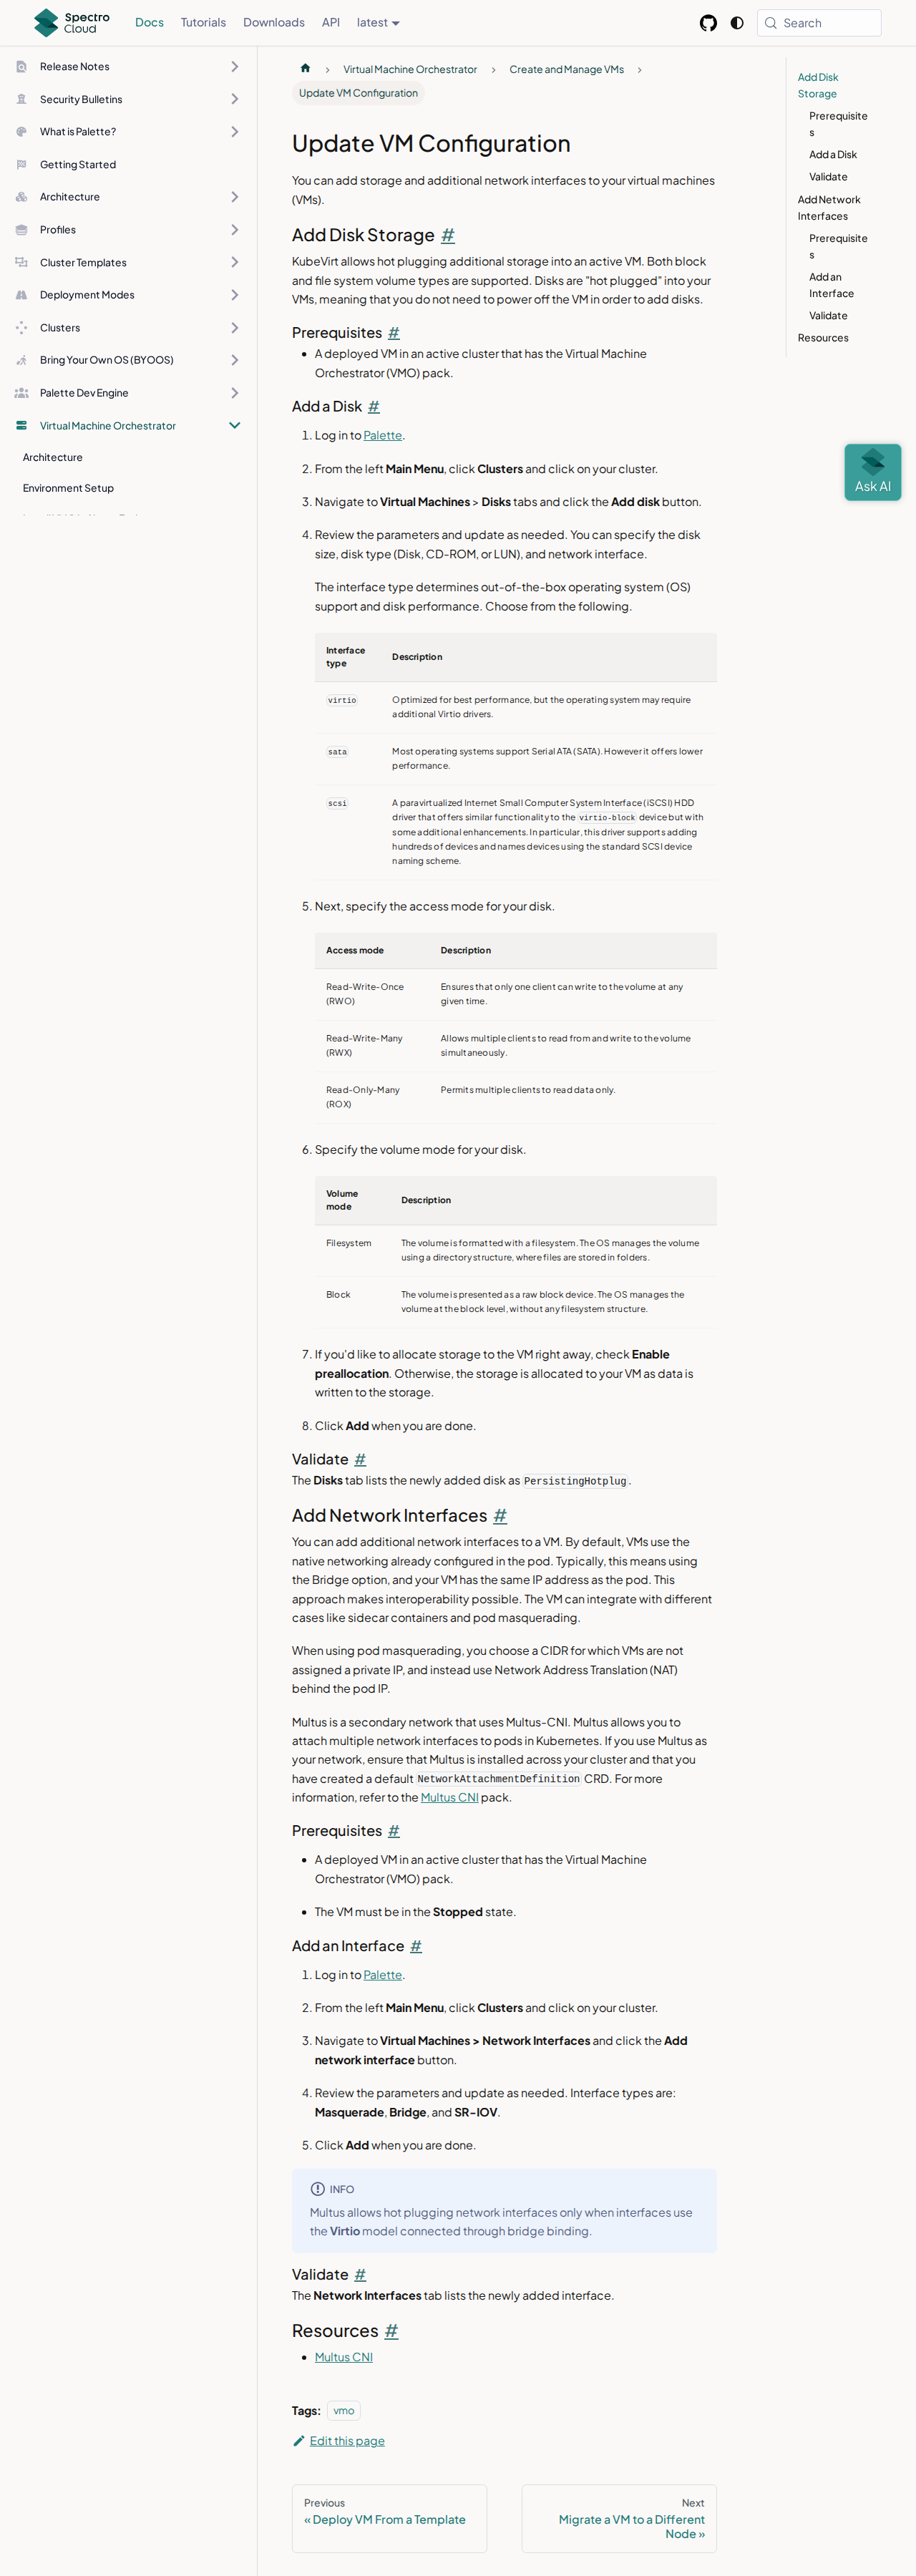 Spectro Cloud
Docs
Tutorials
Downloads
API
latest
Search
Release Notes
Security Bulletins
What is Palette?
Getting Started
Architecture
Profiles
Cluster Templates
Deployment Modes
Clusters
Bring Your Own OS (BYOOS)
Palette Dev Engine
Virtual Machine Orchestrator
Architecture
Environment Setup
Virtual Machine Orchestrator > Create and Manage VMs >
Update VM Configuration
Update VM Configuration
You can add storage and additional network interfaces to your virtual machines
(VMs).
Add Disk Storage #
KubeVirt allows hot plugging additional storage into an active VM. Both block
and file system volume types are supported. Disks are "hot plugged" into your
VMs, meaning that you do not need to power off the VM in order to add disks.
Prerequisites #
• A deployed VM in an active cluster that has the Virtual Machine
Orchestrator (VMO) pack.
Add a Disk #
1. Log in to Palette.
2. From the left Main Menu, click Clusters and click on your cluster.
3. Navigate to Virtual Machines > Disks tabs and click the Add disk button.
4. Review the parameters and update as needed. You can specify the disk
size, disk type (Disk, CD-ROM, or LUN), and network interface.
The interface type determines out-of-the-box operating system (OS)
support and disk performance. Choose from the following.
Interface
type
Description
virtio
Optimized for best performance, but the operating system may require
additional Virtio drivers.
sata
Most operating systems support Serial ATA (SATA). However it offers lower
performance.
scsi
A paravirtualized Internet Small Computer System Interface (iSCSI) HDD
driver that offers similar functionality to the virtio-block device but with
some additional enhancements. In particular, this driver supports adding
hundreds of devices and names devices using the standard SCSI device
naming scheme.
5. Next, specify the access mode for your disk.
Access mode
Description
Read-Write-Once
(RWO)
Ensures that only one client can write to the volume at any
given time.
Read-Write-Many
(RWX)
Allows multiple clients to read from and write to the volume
simultaneously.
Read-Only-Many
(ROX)
Permits multiple clients to read data only.
6. Specify the volume mode for your disk.
Volume
mode
Description
Filesystem
The volume is formatted with a filesystem. The OS manages the volume
using a directory structure, where files are stored in folders.
Block
The volume is presented as a raw block device. The OS manages the
volume at the block level, without any filesystem structure.
7. If you'd like to allocate storage to the VM right away, check Enable
preallocation. Otherwise, the storage is allocated to your VM as data is
written to the storage.
8. Click Add when you are done.
Validate #
The Disks tab lists the newly added disk as PersistingHotplug.
Add Network Interfaces #
You can add additional network interfaces to a VM. By default, VMs use the
native networking already configured in the pod. Typically, this means using
the Bridge option, and your VM has the same IP address as the pod. This
approach makes interoperability possible. The VM can integrate with different
cases like sidecar containers and pod masquerading.
When using pod masquerading, you choose a CIDR for which VMs are not
assigned a private IP, and instead use Network Address Translation (NAT)
behind the pod IP.
Multus is a secondary network that uses Multus-CNI. Multus allows you to
attach multiple network interfaces to pods in Kubernetes. If you use Multus as
your network, ensure that Multus is installed across your cluster and that you
have created a default NetworkAttachmentDefinition CRD. For more
information, refer to the Multus CNI pack.
Prerequisites #
• A deployed VM in an active cluster that has the Virtual Machine
Orchestrator (VMO) pack.
• The VM must be in the Stopped state.
Add an Interface #
1. Log in to Palette.
2. From the left Main Menu, click Clusters and click on your cluster.
3. Navigate to Virtual Machines > Network Interfaces and click the Add
network interface button.
4. Review the parameters and update as needed. Interface types are:
Masquerade, Bridge, and SR-IOV.
5. Click Add when you are done.
INFO
Multus allows hot plugging network interfaces only when interfaces use
the Virtio model connected through bridge binding.
Validate #
The Network Interfaces tab lists the newly added interface.
Resources #
• Multus CNI
Tags: vmo
Edit this page
Previous
« Deploy VM From a Template
Next
Migrate a VM to a Different
Node »
Add Disk
Storage
Prerequisite
s
Add a Disk
Validate
Add Network
Interfaces
Prerequisite
s
Add an
Interface
Validate
Resources
Ask AI